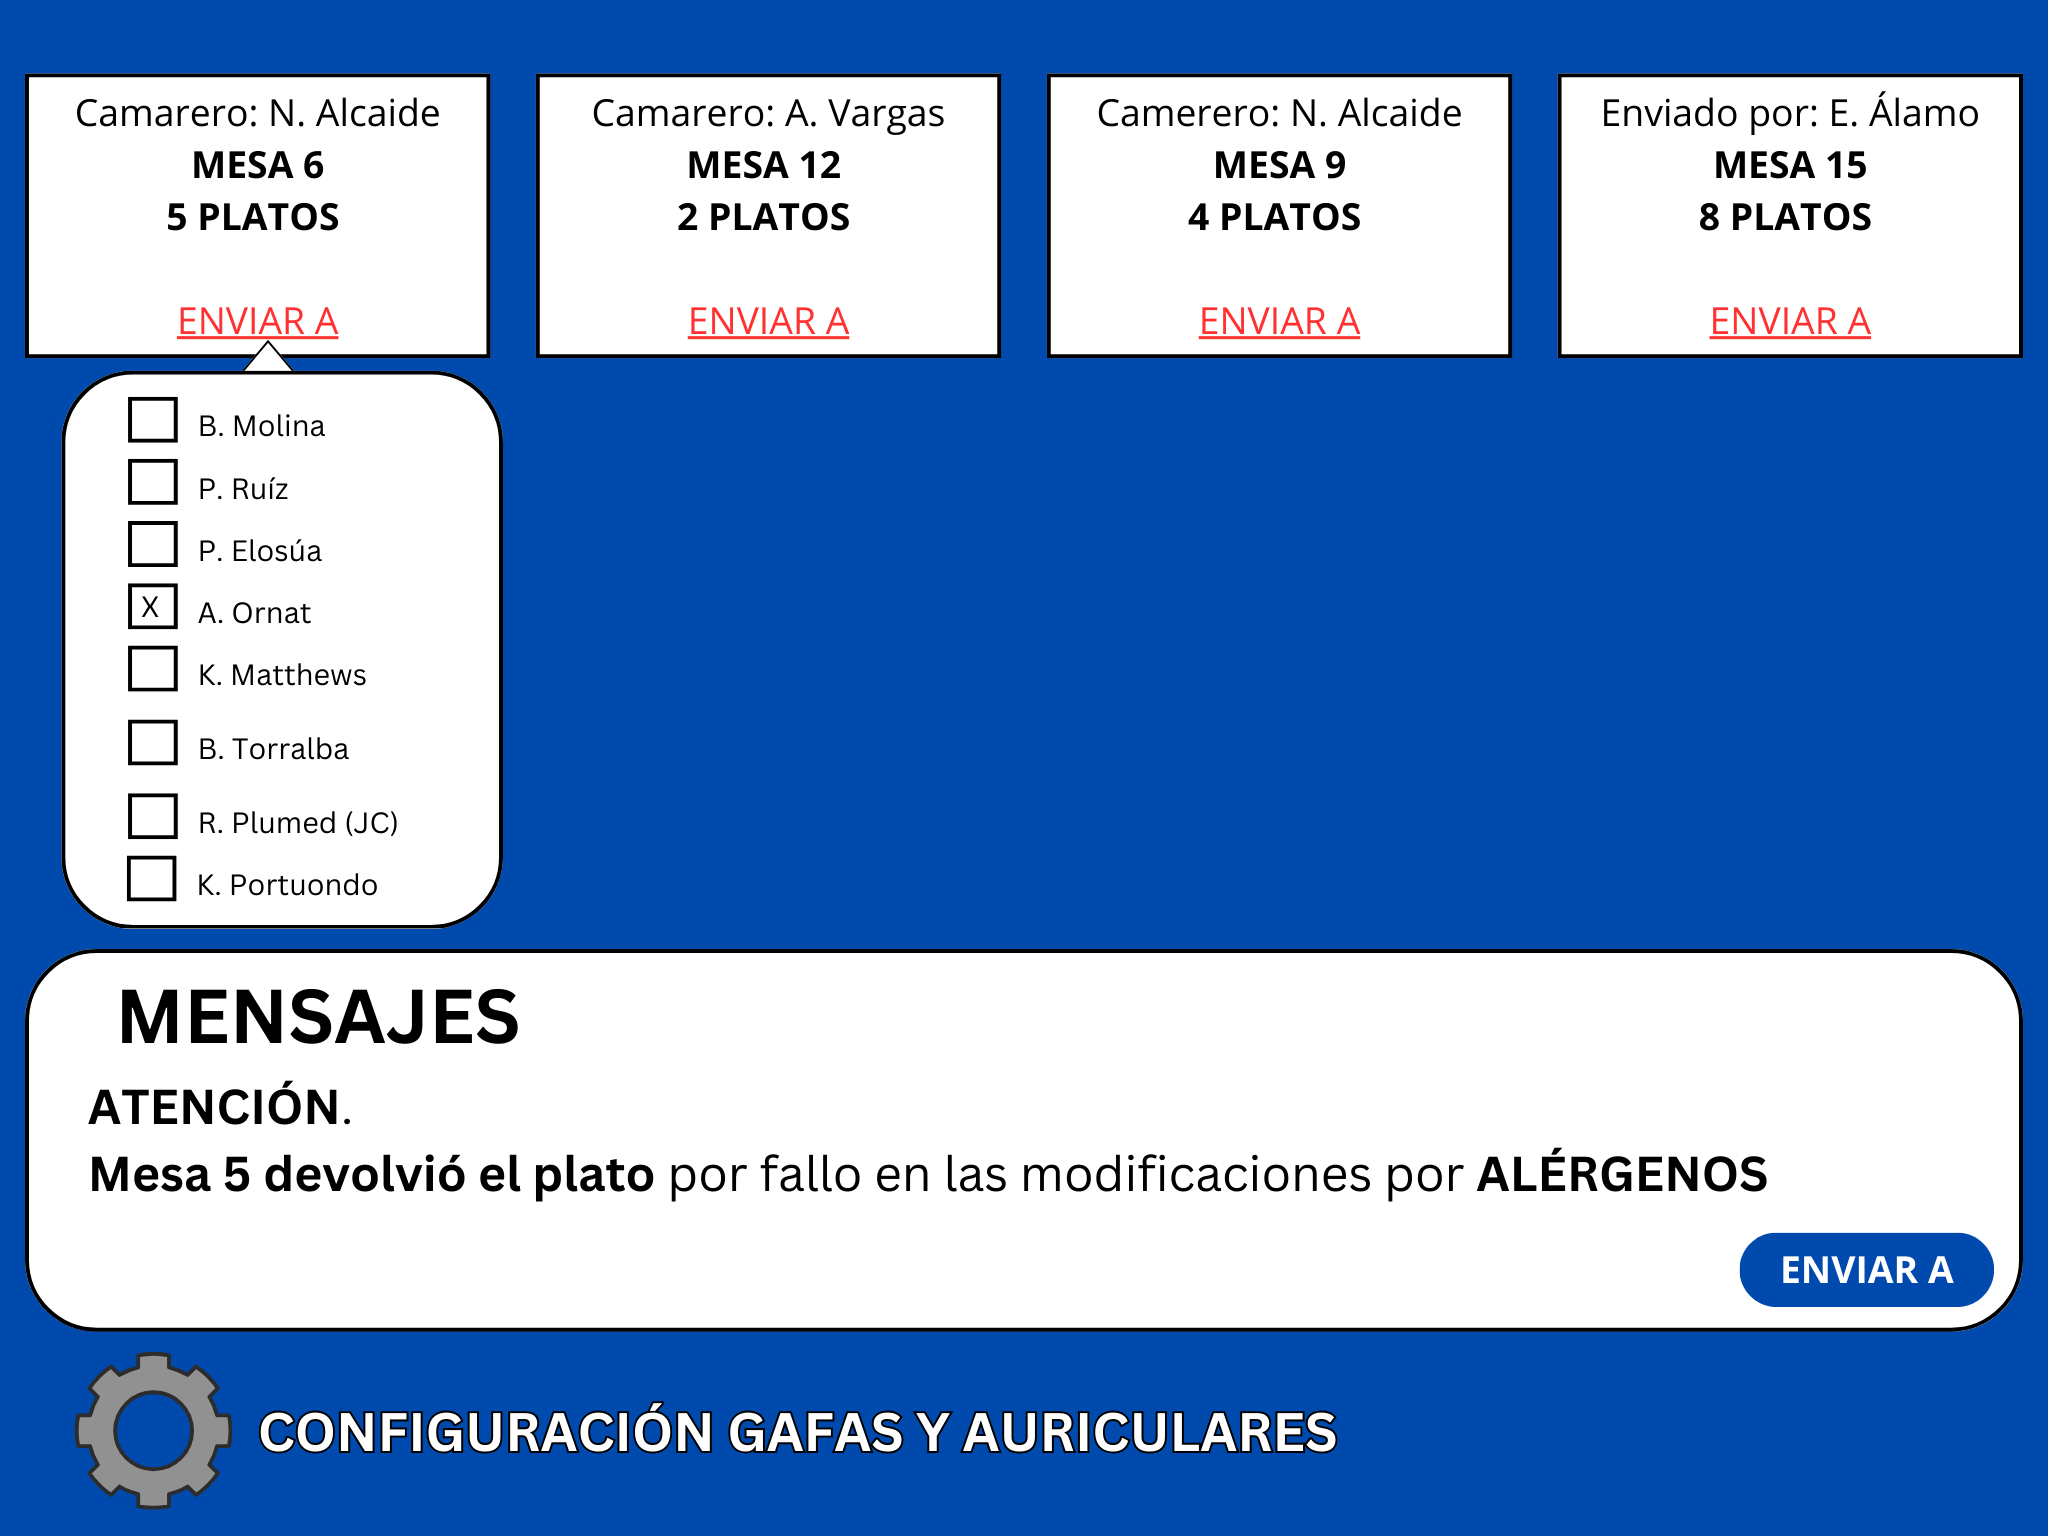 Camarero: N. Alcaide
MESA 6
5 PLATOS
ENVIAR A
Camarero: A. Vargas
MESA 12
2 PLATOS
ENVIAR A
Camerero: N. Alcaide
MESA 9
4 PLATOS
ENVIAR A
Enviado por: E. Álamo
MESA 15
8 PLATOS
ENVIAR A
B. Molina
P. Ruíz
P. Elosúa
X A. Ornat
K. Matthews
B. Torralba
R. Plumed (JC)
K. Portuondo
MENSAJES
ATENCIÓN.
Mesa 5 devolvió el plato por fallo en las modificaciones por ALÉRGENOS
ENVIAR A
CONFIGURACIÓN GAFAS Y AURICULARES